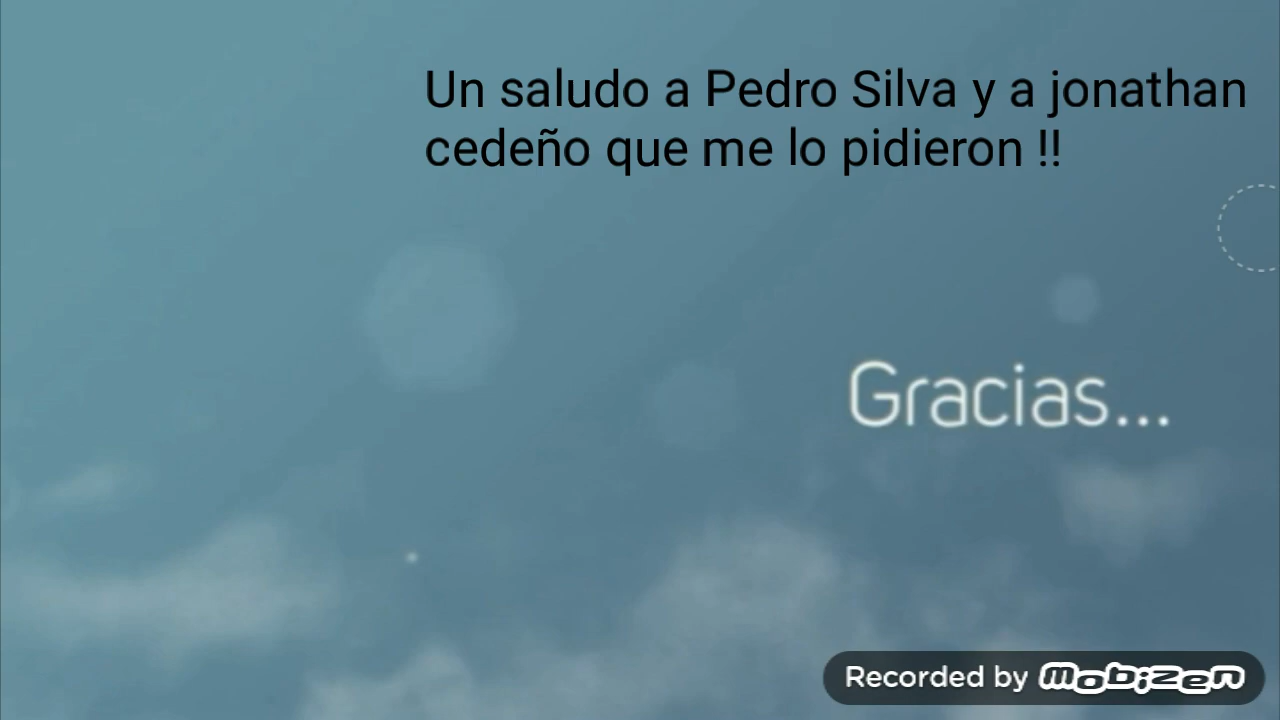 Un saludo a Pedro Silva y a jonathan
cedeño que me lo pidieron !!
Gracias...
Recorded by mobizen